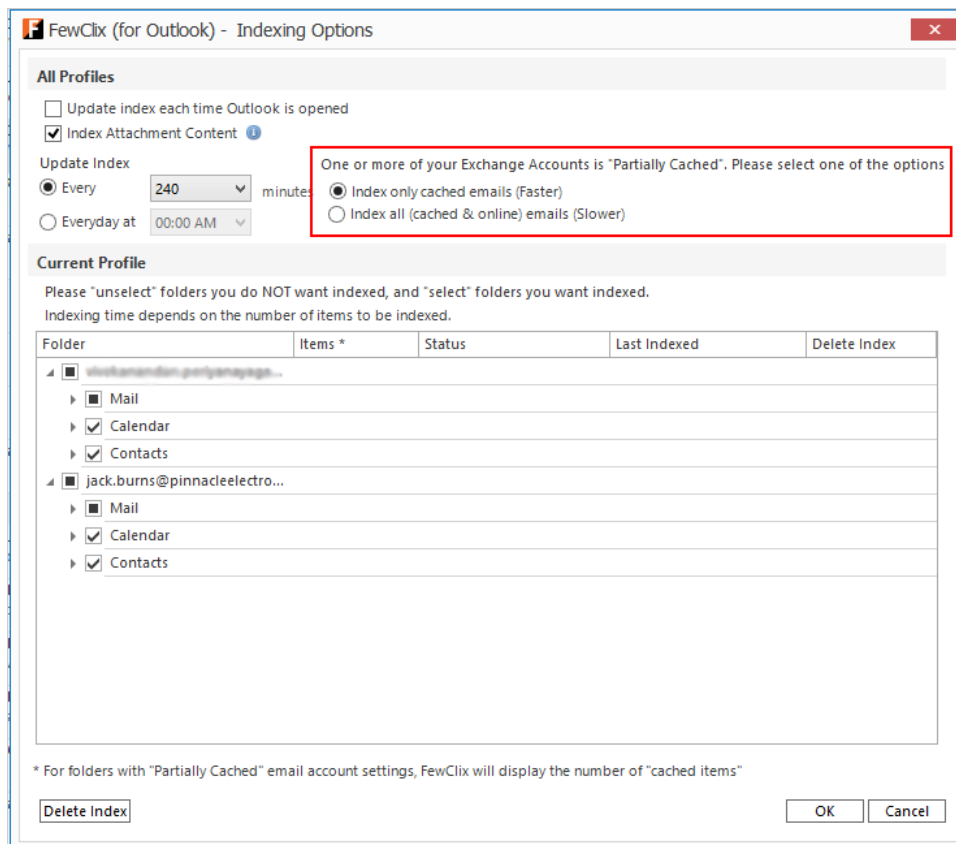 FewClix (for Outlook) - Indexing Options
All Profiles
Update index each time Outlook is opened
Index Attachment Content
Update Index
Every 240 minutes
Everyday at 00:00 AM
One or more of your Exchange Accounts is "Partially Cached". Please select one of the options
Index only cached emails (Faster)
Index all (cached & online) emails (Slower)
Current Profile
Please "unselect" folders you do NOT want indexed, and "select" folders you want indexed.
Indexing time depends on the number of items to be indexed.
Folder Items * Status Last Indexed Delete Index
Mail
Calendar
Contacts
jack.burns@pinnacleelectro...
Mail
Calendar
Contacts
* For folders with "Partially Cached" email account settings, FewClix will display the number of "cached items"
Delete Index OK Cancel